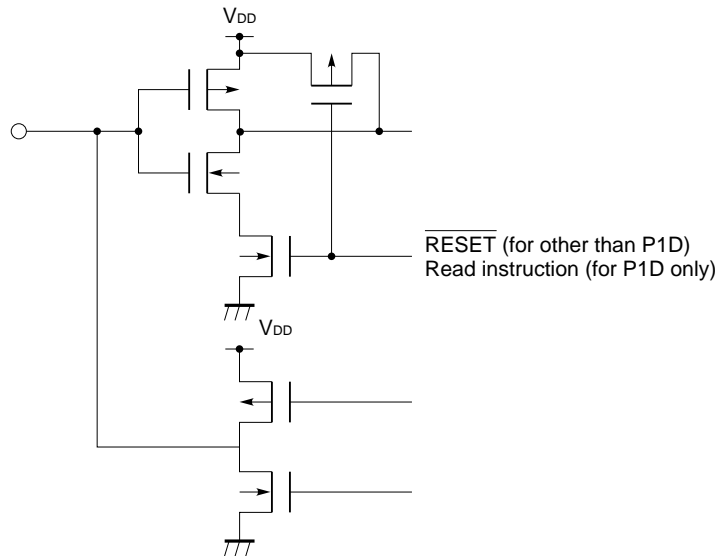 VDD
RESET (for other than P1D)
Read instruction (for P1D only)
VDD